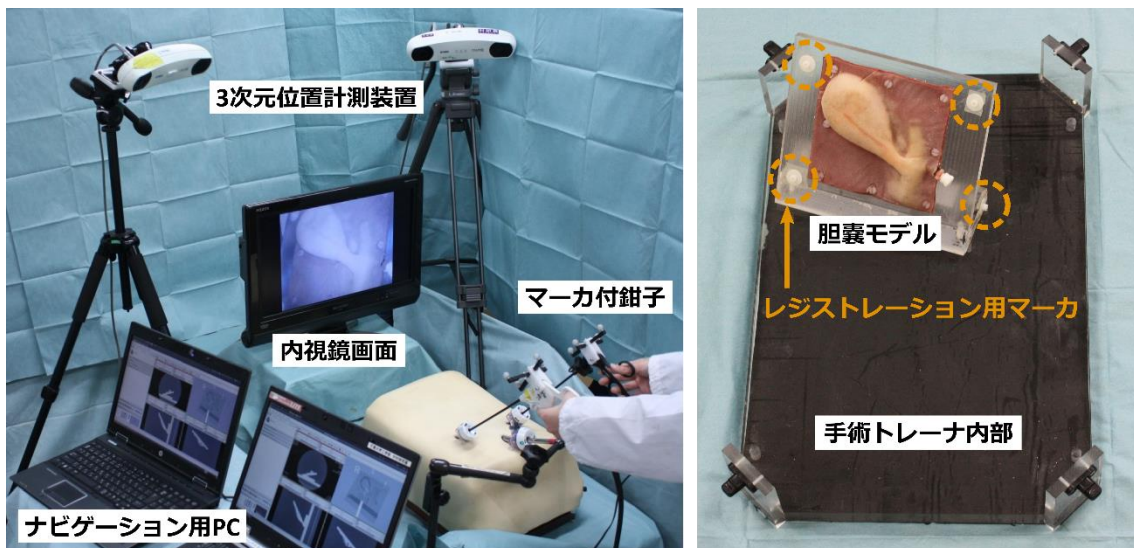 3次元位置計測装置
マーカ付鉗子
内視鏡画面
ナビゲーション用PC
胆嚢モデル
レジストレーション用マーカ
手術トレーナ内部